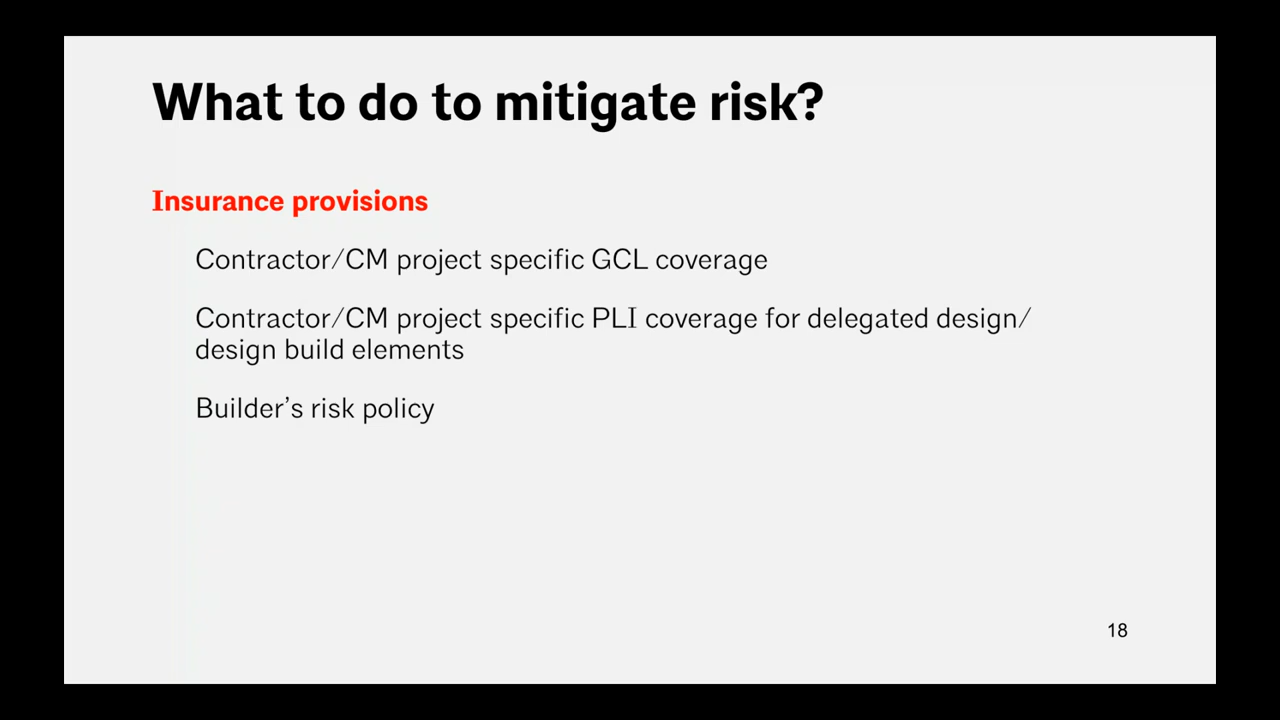 What to do to mitigate risk?
Insurance provisions
Contractor/CM project specific GCL coverage
Contractor/CM project specific PLI coverage for delegated design/
design build elements
Builder’s risk policy
18